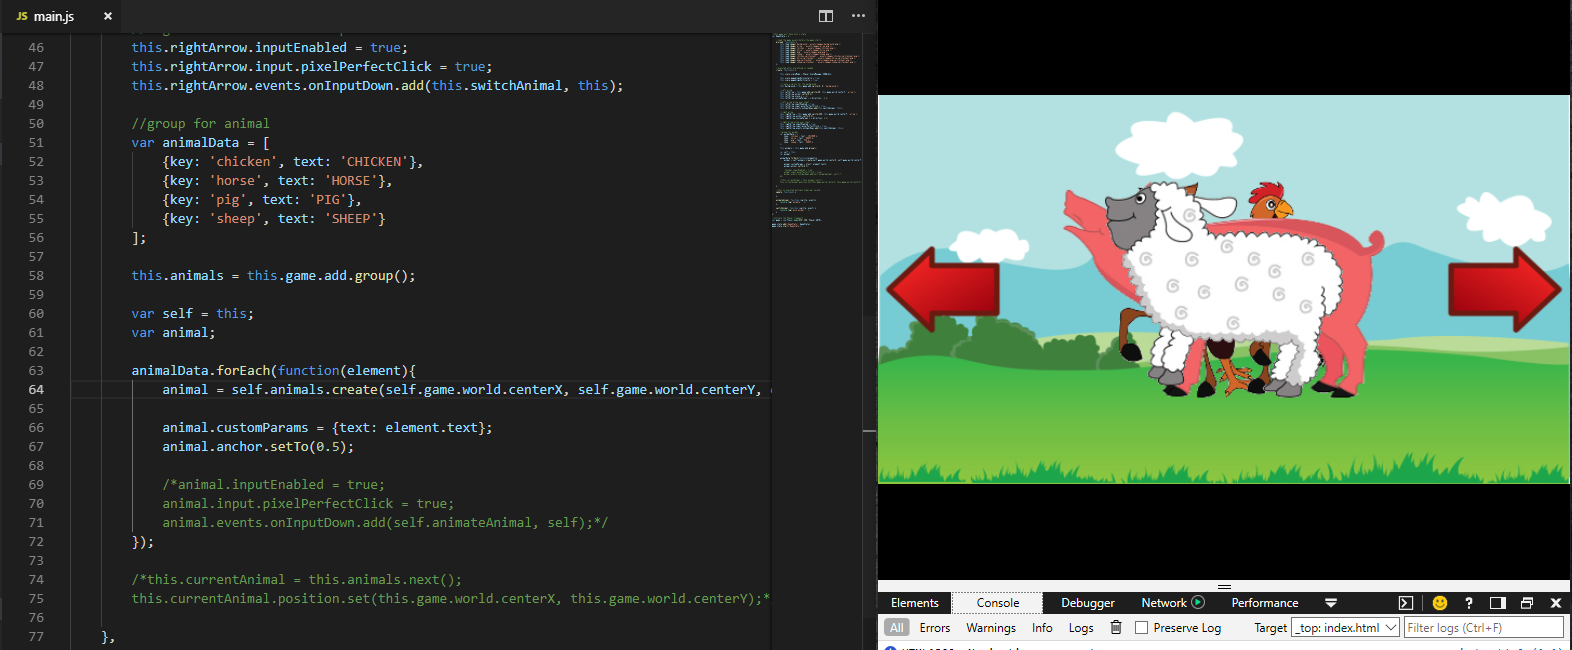 JS main.js ×
46 this.rightArrow.inputEnabled = true;
47 this.rightArrow.input.pixelPerfectClick = true;
48 this.rightArrow.events.onInputDown.add(this.switchAnimal, this);
49
50 //group for animal
51 var animalData = [
52 {key: 'chicken', text: 'CHICKEN'},
53 {key: 'horse', text: 'HORSE'},
54 {key: 'pig', text: 'PIG'},
55 {key: 'sheep', text: 'SHEEP'}
56 ];
57
58 this.animals = this.game.add.group();
59
60 var self = this;
61 var animal;
62
63 animalData.forEach(function(element){
64 animal = self.animals.create(self.game.world.centerX, self.game.world.centerY,
65
66 animal.customParams = {text: element.text};
67 animal.anchor.setTo(0.5);
68
69 /*animal.inputEnabled = true;
70 animal.input.pixelPerfectClick = true;
71 animal.events.onInputDown.add(self.animateAnimal, self);*/
72 });
73
74 /*this.currentAnimal = this.animals.next();
75 this.currentAnimal.position.set(this.game.world.centerX, this.game.world.centerY);*
76
77 },
Elements Console Debugger Network Performance ?
All Errors Warnings Info Logs Preserve Log Target _top: index.html Filter logs (Ctrl+F)